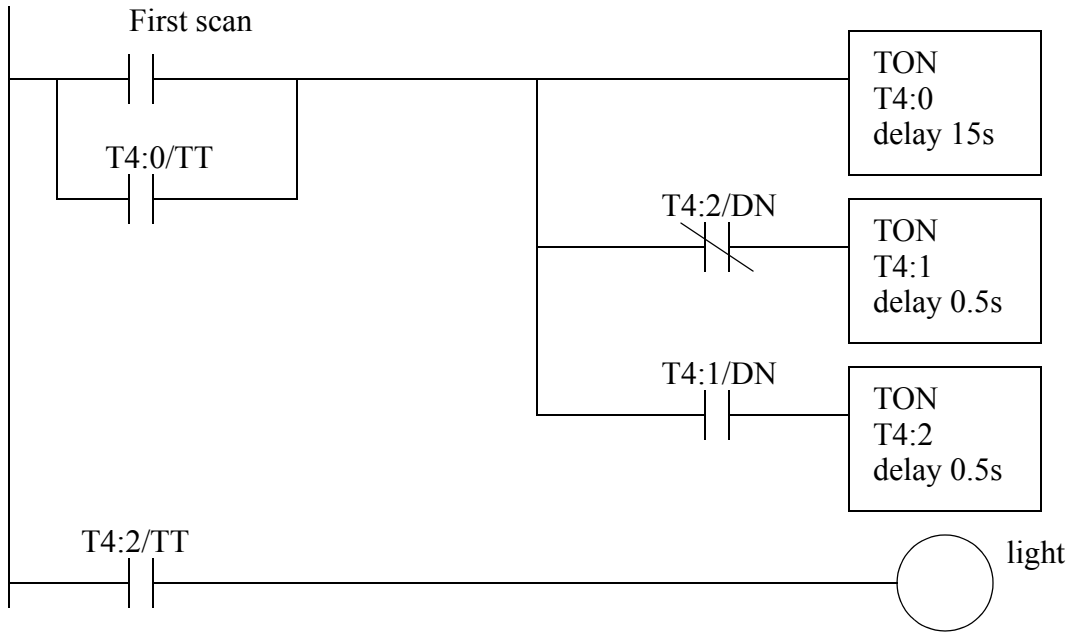 First scan
TON
T4:0
delay 15s
T4:0/TT
T4:2/DN
TON
T4:1
delay 0.5s
T4:1/DN
TON
T4:2
delay 0.5s
T4:2/TT
light